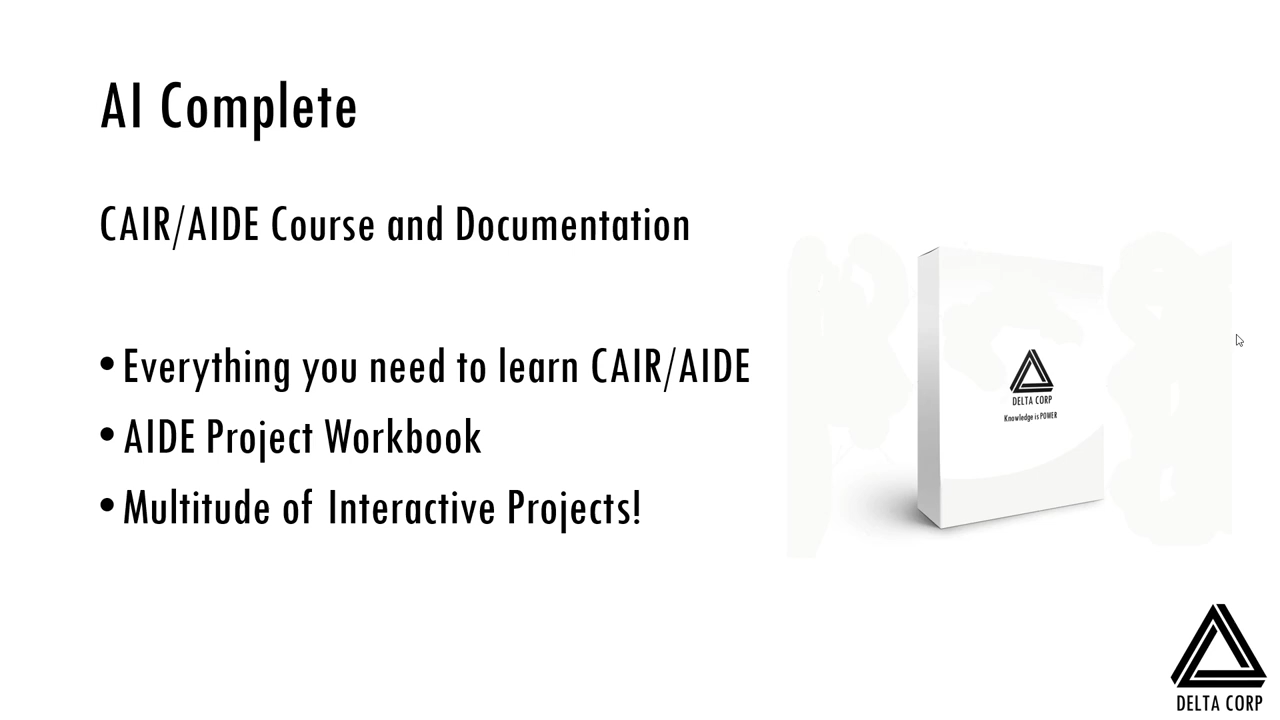 AI Complete
CAIR/AIDE Course and Documentation
• Everything you need to learn CAIR/AIDE
• AIDE Project Workbook
• Multitude of Interactive Projects!
DELTA CORP
Knowledge is POWER
DELTA CORP